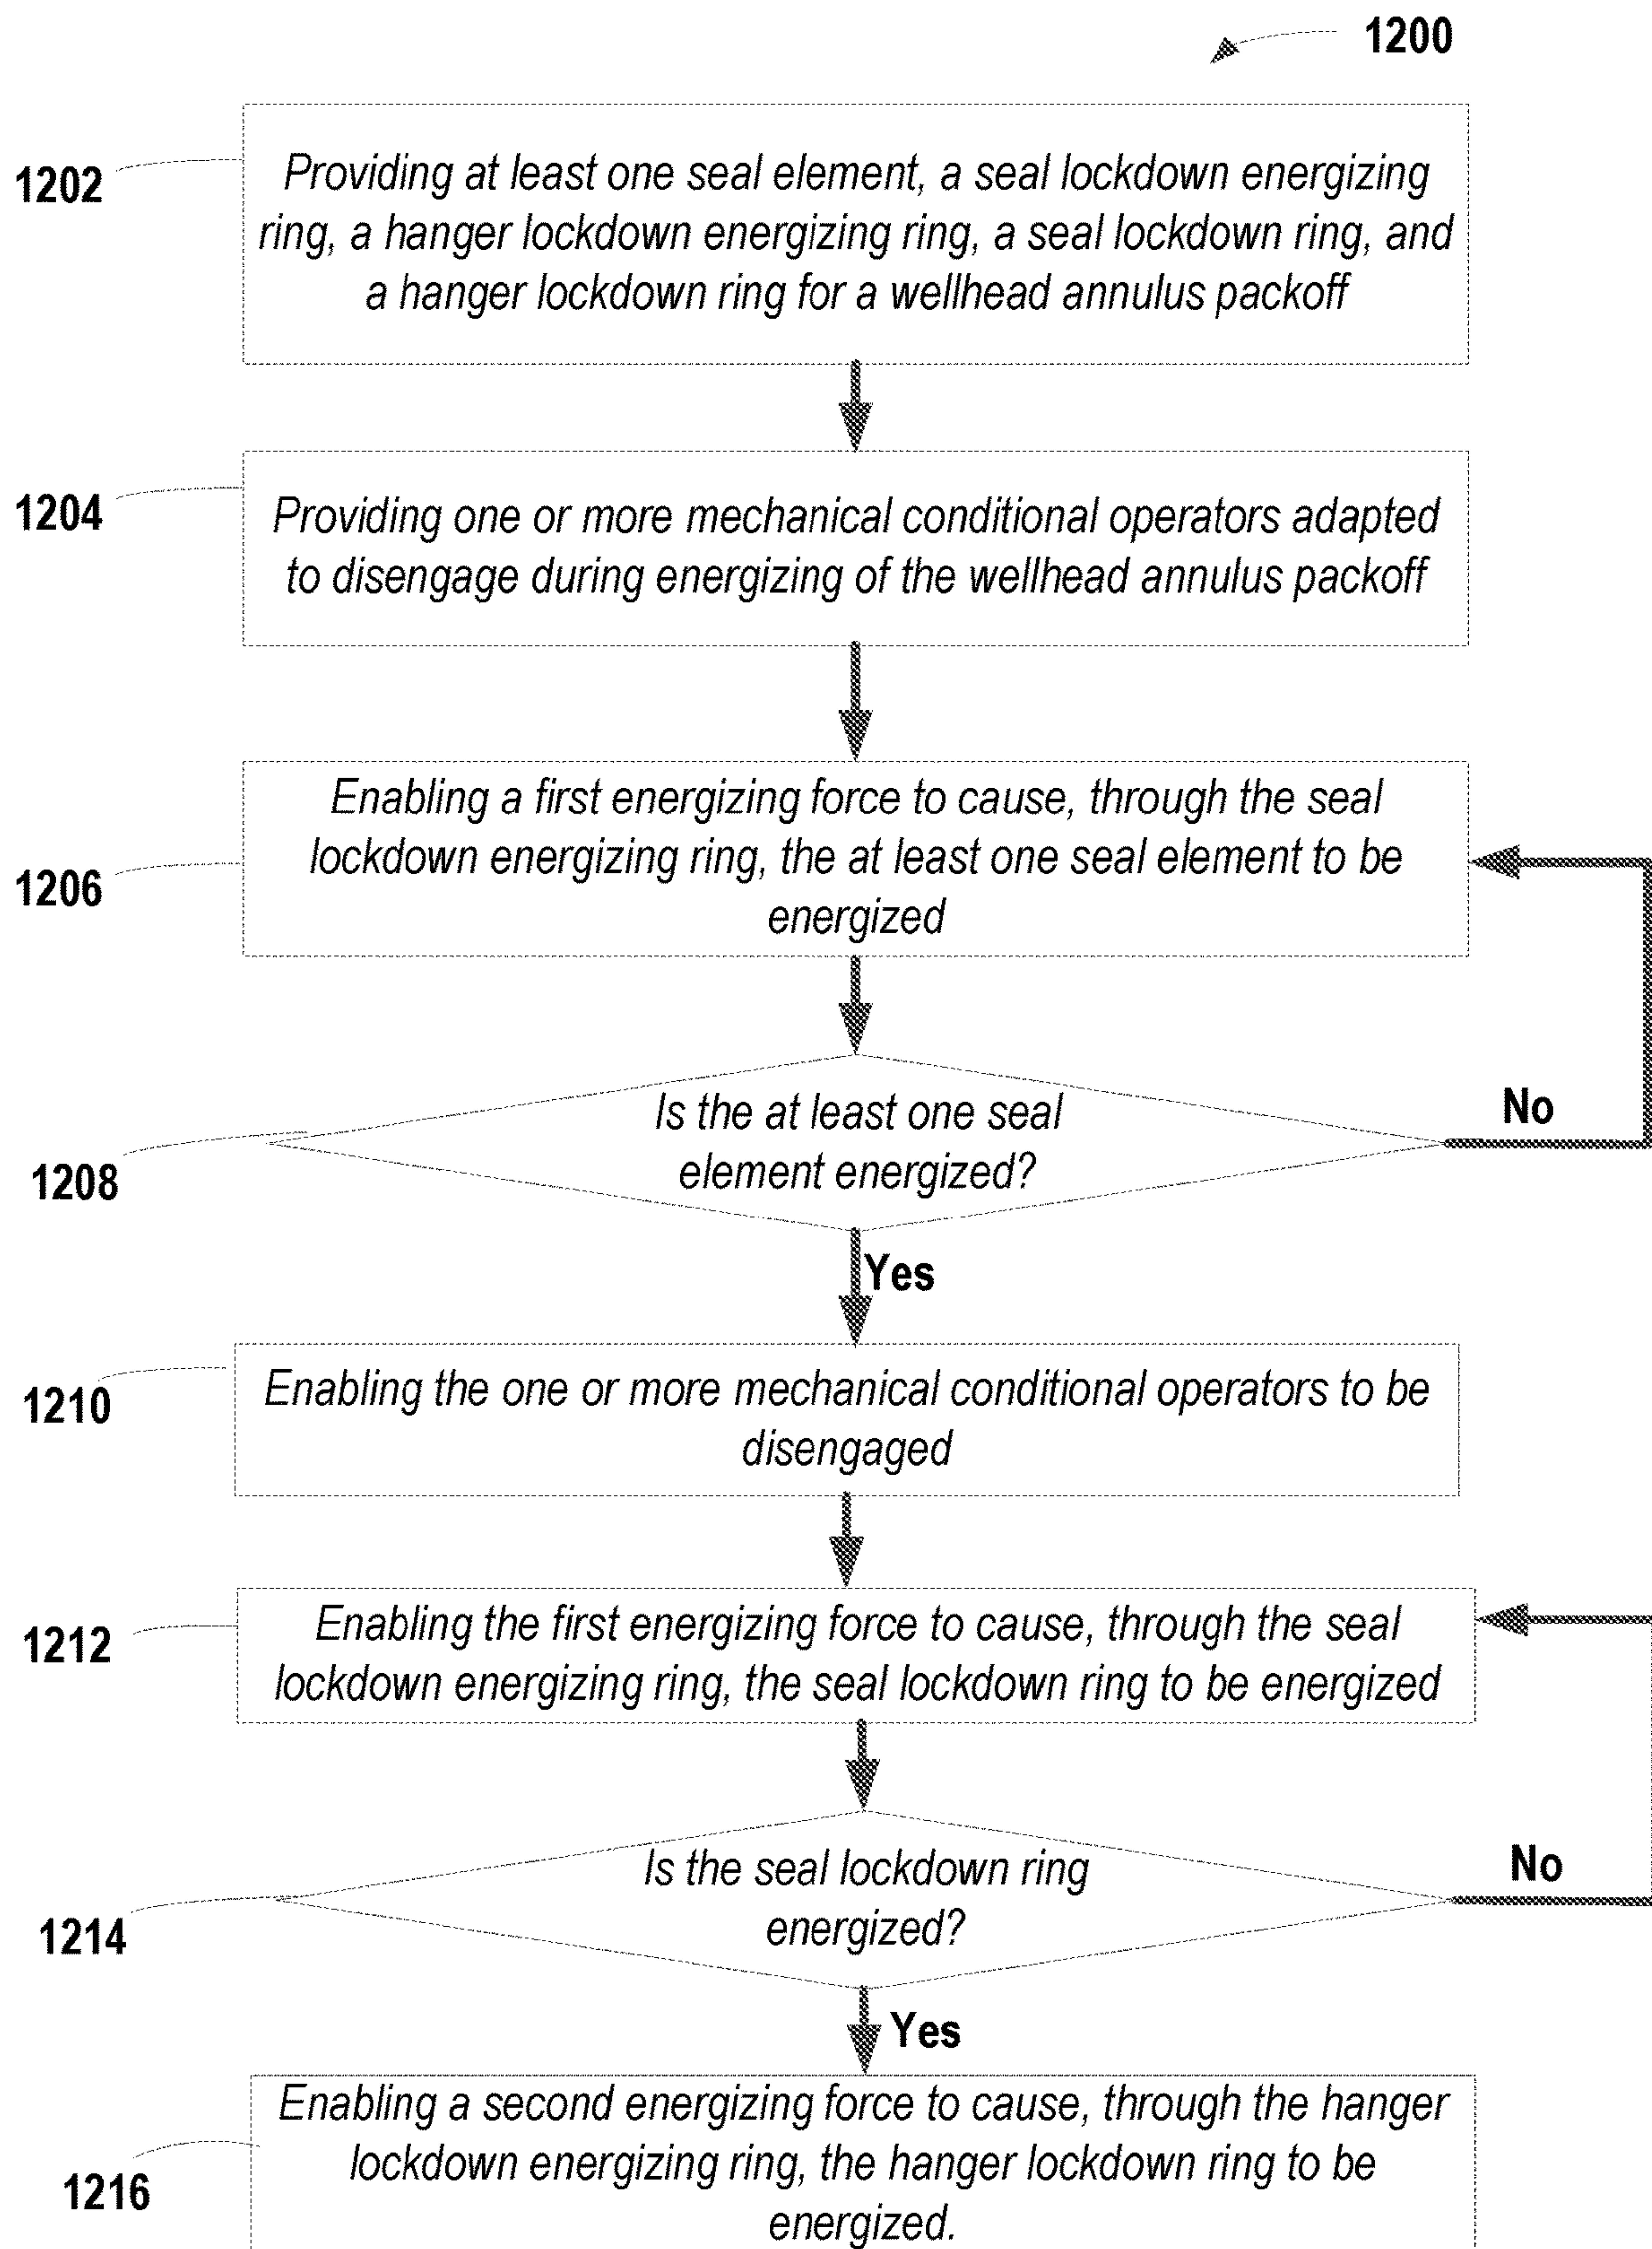 1200
1202
Providing at least one seal element, a seal lockdown energizing
ring, a hanger lockdown energizing ring, a seal lockdown ring, and
a hanger lockdown ring for a wellhead annulus packoff
1204
Providing one or more mechanical conditional operators adapted
to disengage during energizing of the wellhead annulus packoff
1206
Enabling a first energizing force to cause, through the seal
lockdown energizing ring, the at least one seal element to be
energized
1208
Is the at least one seal
element energized?
No
Yes
1210
Enabling the one or more mechanical conditional operators to be
disengaged
1212
Enabling the first energizing force to cause, through the seal
lockdown energizing ring, the seal lockdown ring to be energized
1214
Is the seal lockdown ring
energized?
No
Yes
1216
Enabling a second energizing force to cause, through the hanger
lockdown energizing ring, the hanger lockdown ring to be
energized.